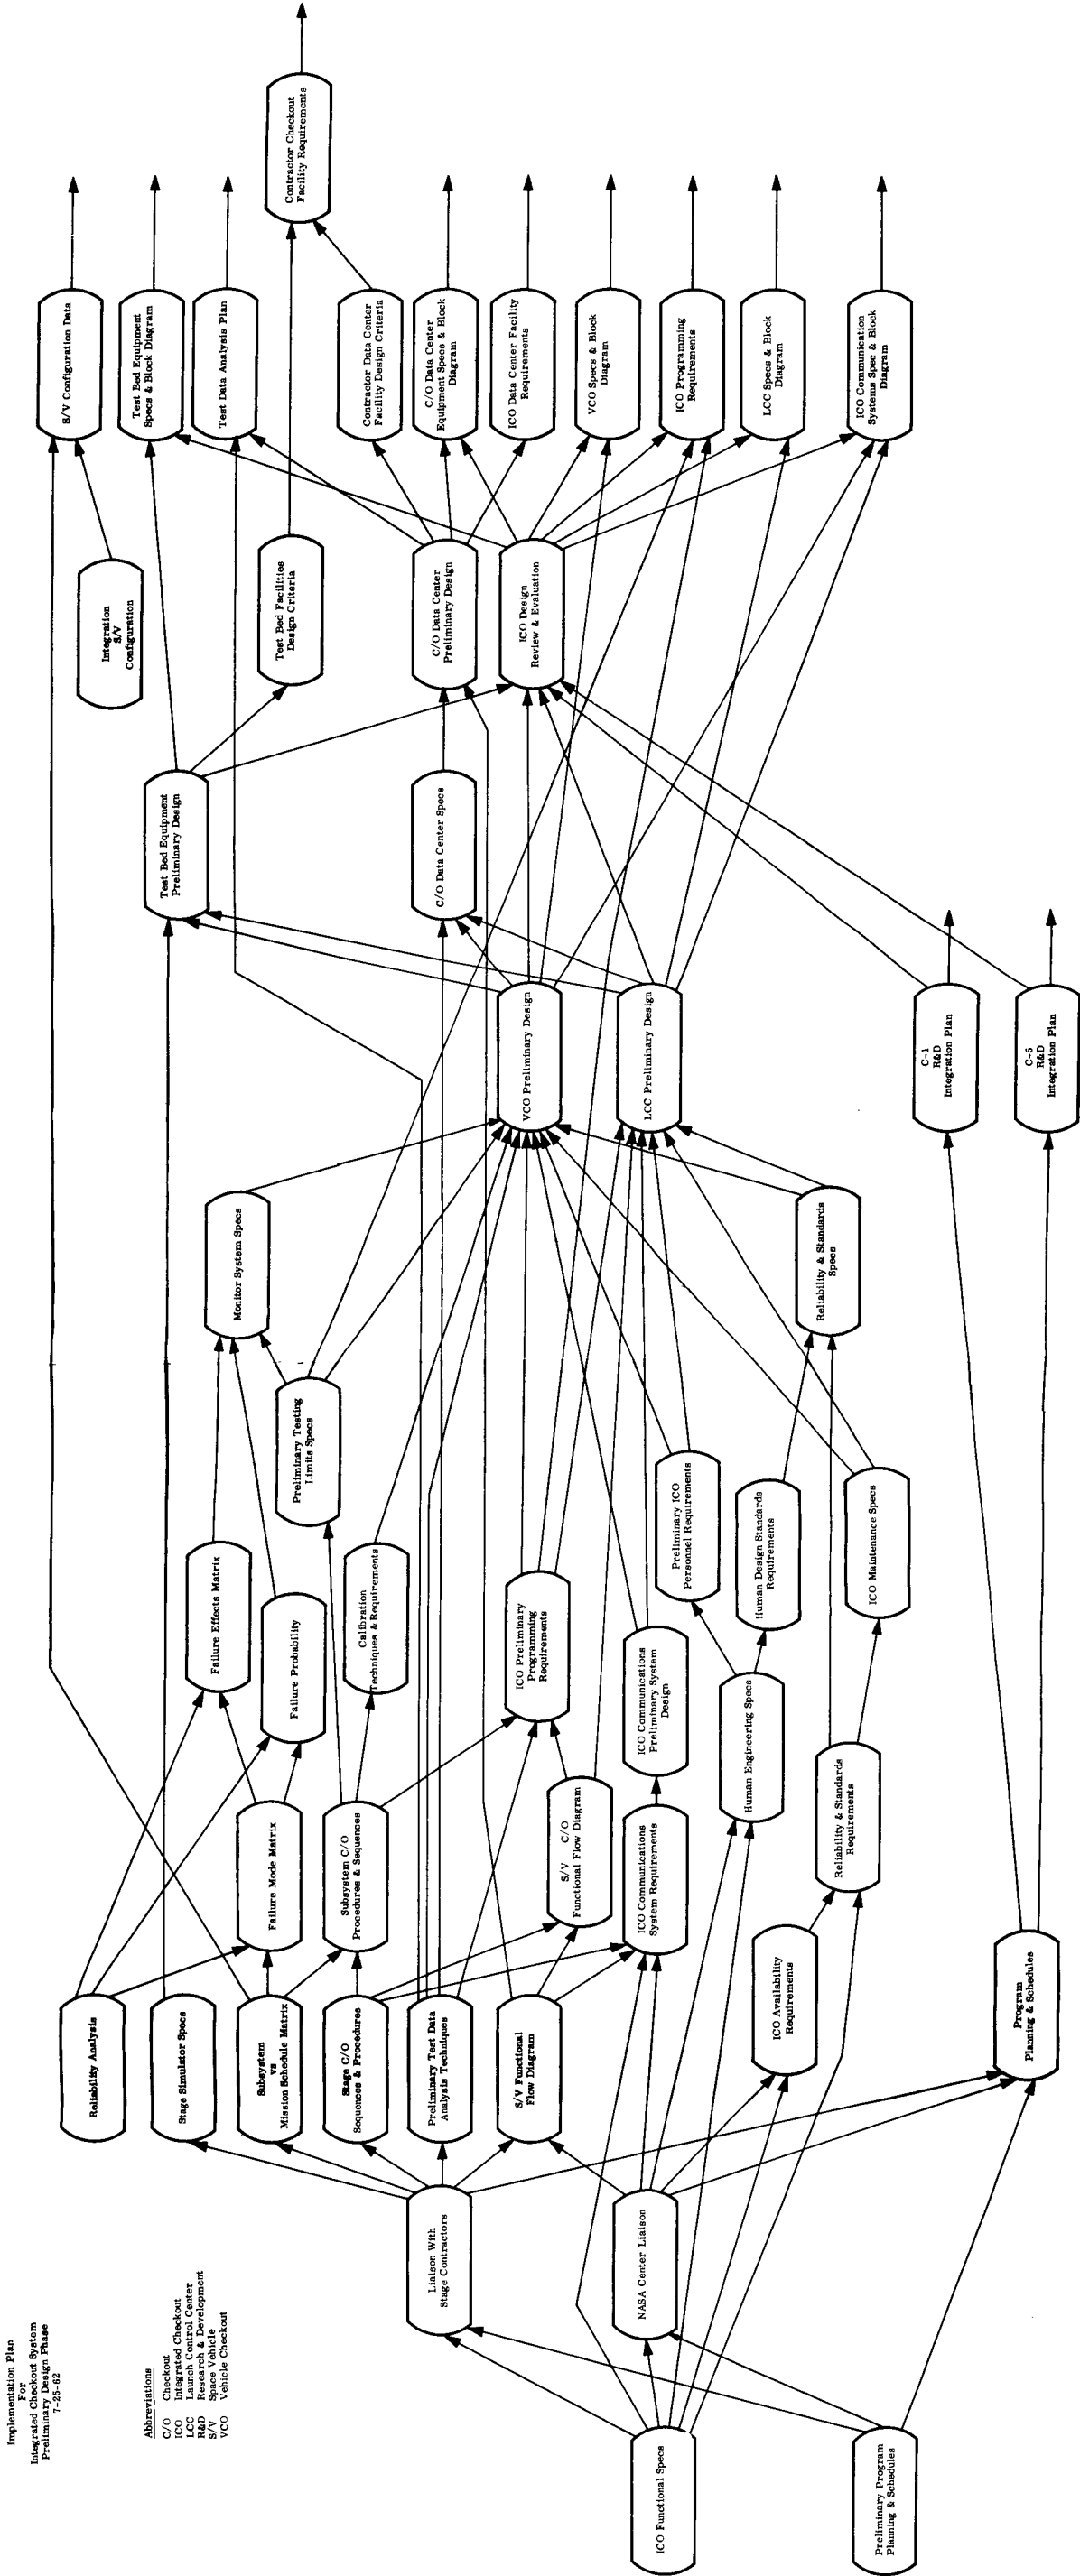 Implementation Plan
For
Integrated Checkout System
Preliminary Design Phase
7-25-62
Abbreviations
C/O Checkout
ICO Integrated Checkout
LCC Launch Control Center
R&D Research & Development
S/V Space Vehicle
VCO Vehicle Checkout
ICO Functional Specs
Preliminary Program
Planning & Schedules
Liaison With
Stage Contractors
NASA Center Liaison
Reliability Analysis
Stage Simulator Specs
Subsystem
vs
Mission Schedule Matrix
Stage C/O
Sequences & Procedures
Preliminary Test Data
Analysis Techniques
S/V Functional
Flow Diagram
ICO Availability
Requirements
Program
Planning & Schedules
Failure Mode Matrix
Subsystem C/O
Procedures & Sequences
S/V C/O
Functional Flow Diagram
ICO Communications
System Requirements
Reliability & Standards
Requirements
Failure Effects Matrix
Failure Probability
Calibration
Techniques & Requirements
ICO Preliminary
Programming
Requirements
ICO Communications
Preliminary System
Design
Human Engineering Specs
Preliminary Testing
Limits Specs
Preliminary ICO
Personnel Requirements
Human Design Standards
Requirements
ICO Maintenance Specs
Monitor System Specs
Reliability & Standards
Specs
VCO Preliminary Design
LCC Preliminary Design
C-1
R&D
Integration Plan
C-5
R&D
Integration Plan
Test Bed Equipment
Preliminary Design
C/O Data Center Specs
Integration
S/V
Configuration
Test Bed Facilities
Design Criteria
C/O Data Center
Preliminary Design
ICO Design
Review & Evaluation
S/V Configuration Data
Test Bed Equipment
Specs & Block Diagram
Test Data Analysis Plan
Contractor Data Center
Facility Design Criteria
C/O Data Center
Equipment Specs & Block
Diagram
ICO Data Center Facility
Requirements
VCO Specs & Block
Diagram
ICO Programming
Requirements
LCC Specs & Block
Diagram
ICO Communication
Systems Spec & Block
Diagram
Contractor Checkout
Facility Requirements